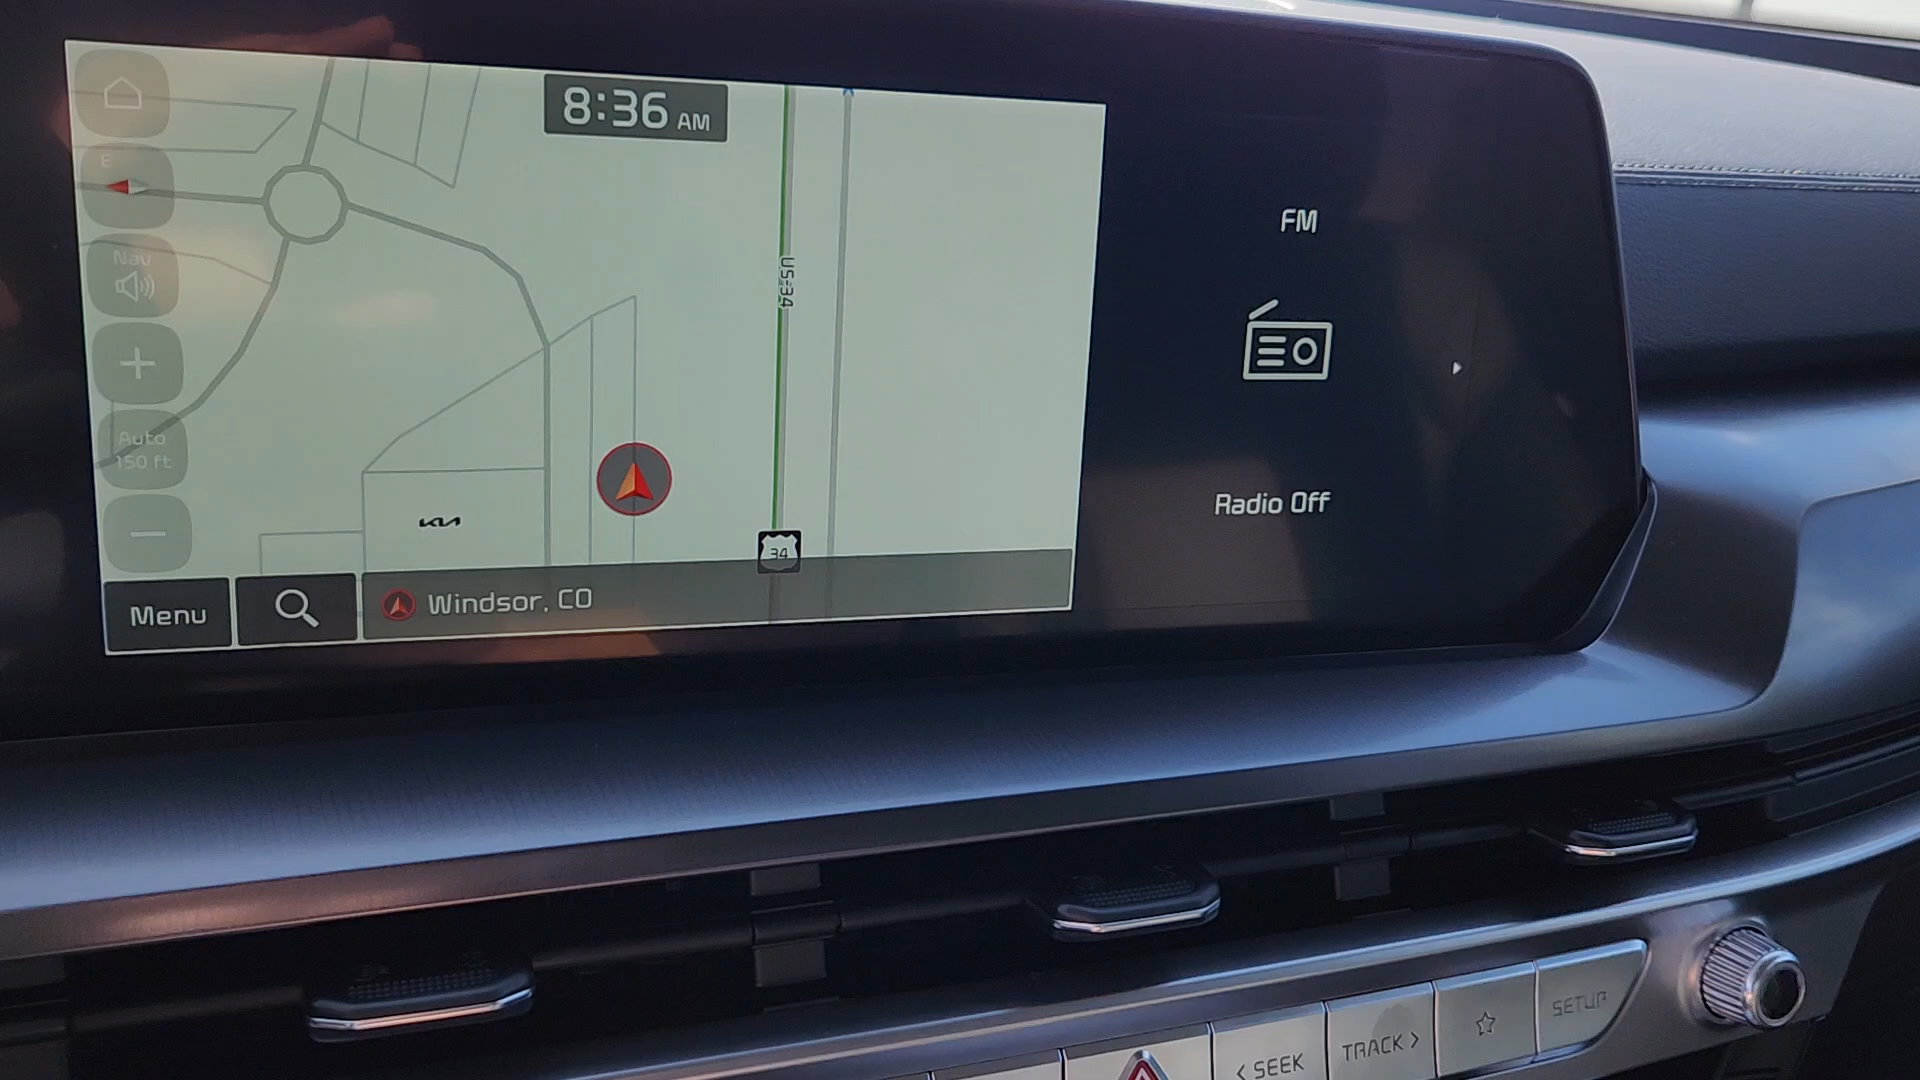 8:36 AM
E
Nav
US-34
Auto
150 ft
KIA
34
Menu
Windsor, CO
FM
Radio Off
< SEEK
TRACK >
SETUP